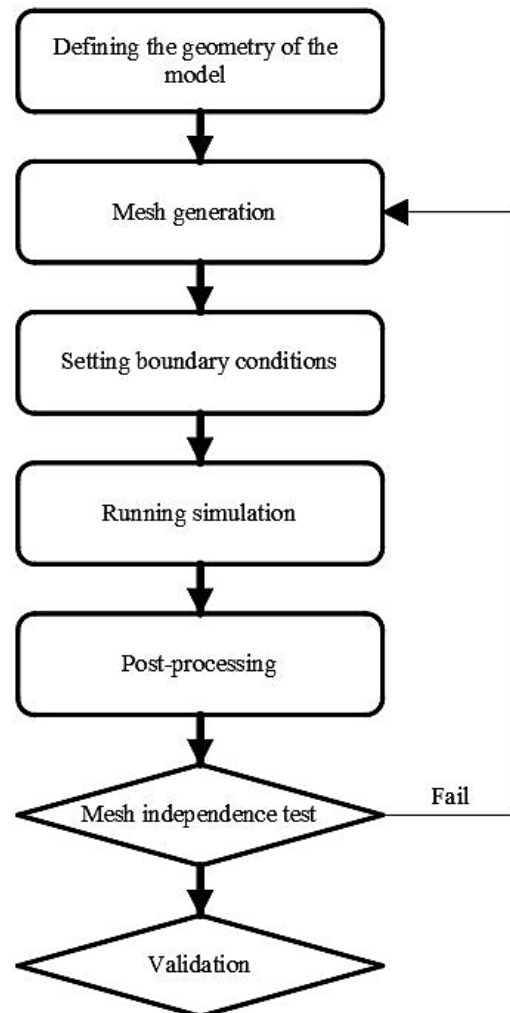 Defining the geometry of the
model
Mesh generation
Setting boundary conditions
Running simulation
Post-processing
Mesh independence test
Fail
Validation